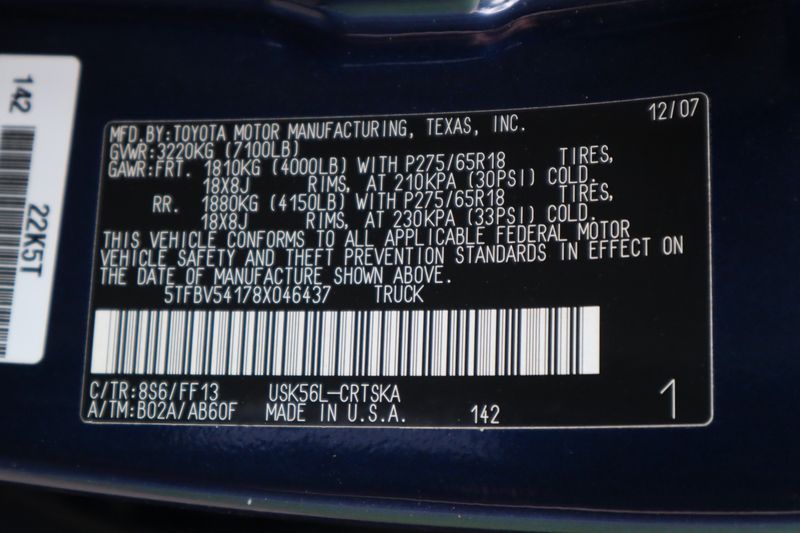 142
22K5T
12/07
MFD.BY:TOYOTA MOTOR MANUFACTURING, TEXAS, INC.
GVWR:3220KG (7100LB)
GAWR:FRT. 1810KG (4000LB) WITH P275/65R18 TIRES,
18X8J RIMS, AT 210KPA (30PSI) COLD.
RR. 1880KG (4150LB) WITH P275/65R18 TIRES,
18X8J RIMS, AT 230KPA (33PSI) COLD.
THIS VEHICLE CONFORMS TO ALL APPLICABLE FEDERAL MOTOR
VEHICLE SAFETY AND THEFT PREVENTION STANDARDS IN EFFECT ON
THE DATE OF MANUFACTURE SHOWN ABOVE.
5TFBV54178X046437 TRUCK
C/TR:8S6/FF13 USK56L-CRTSKA
A/TM:B02A/AB60F MADE IN U.S.A. 142 1